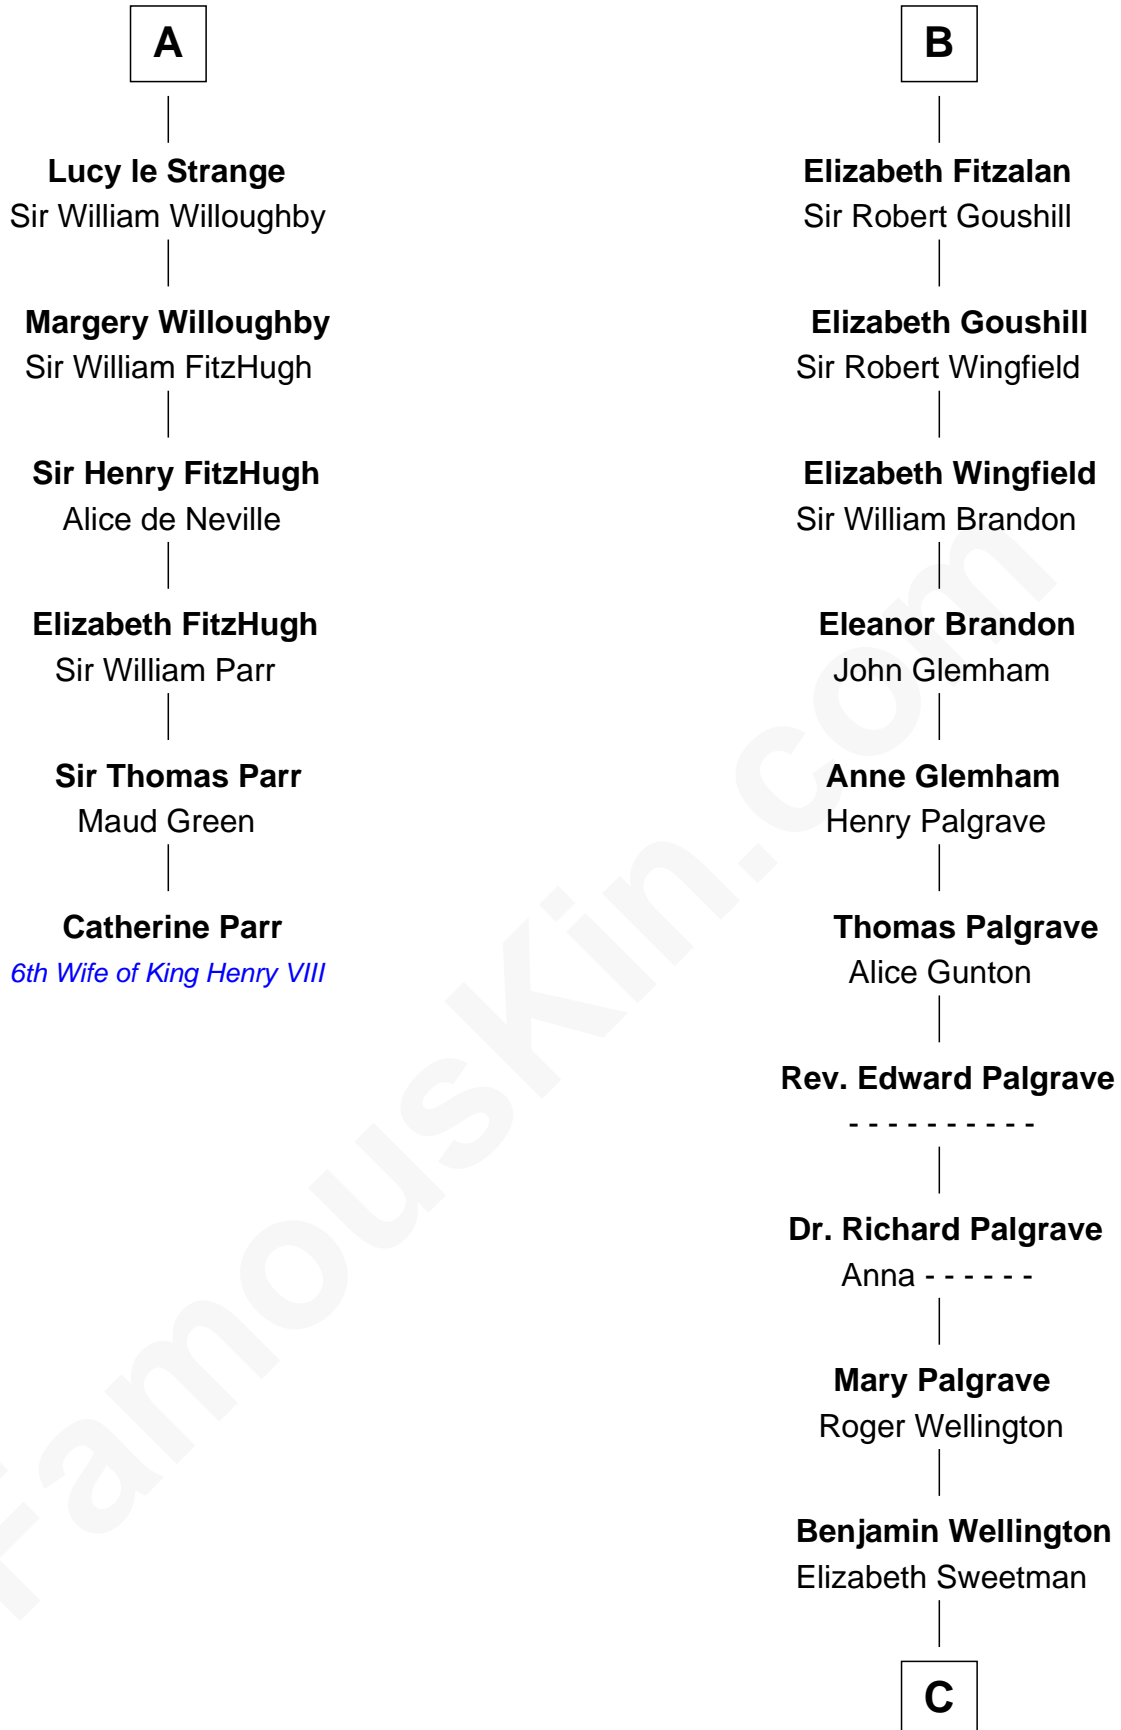 A
Lucy le Strange
Sir William Willoughby
Margery Willoughby
Sir William FitzHugh
Sir Henry FitzHugh
Alice de Neville
Elizabeth FitzHugh
Sir William Parr
Sir Thomas Parr
Maud Green
Catherine Parr
6th Wife of King Henry VIII
B
Elizabeth Fitzalan
Sir Robert Goushill
Elizabeth Goushill
Sir Robert Wingfield
Elizabeth Wingfield
Sir William Brandon
Eleanor Brandon
John Glemham
Anne Glemham
Henry Palgrave
Thomas Palgrave
Alice Gunton
Rev. Edward Palgrave
- - - - - - - - - -
Dr. Richard Palgrave
Anna - - - - - -
Mary Palgrave
Roger Wellington
Benjamin Wellington
Elizabeth Sweetman
C
FamousKin.com